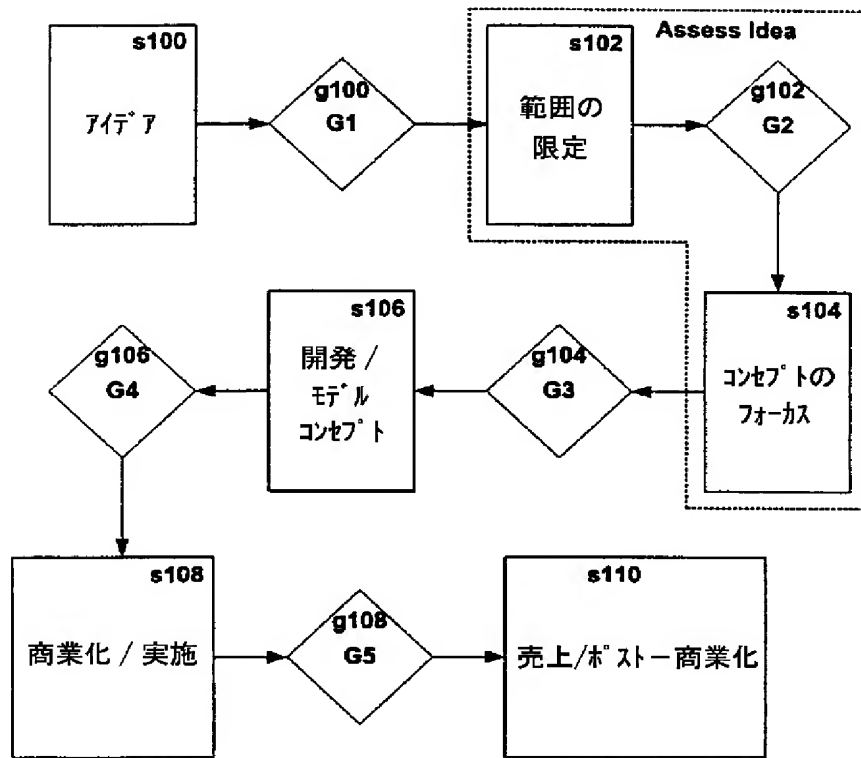 s100
アイデア
g100
G1
Assess Idea
s102
範囲の
限定
g102
G2
s104
コンセプトの
フォーカス
g104
G3
s106
開発 /
モデル
コンセプト
g106
G4
s108
商業化 / 実施
g108
G5
s110
売上/ポストー商業化